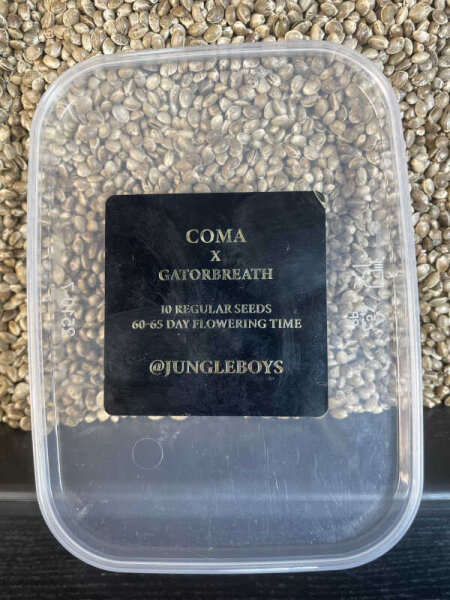 COMA
X
GATORBREATH
10 REGULAR SEEDS
60-65 DAY FLOWERING TIME
@JUNGLEBOYS